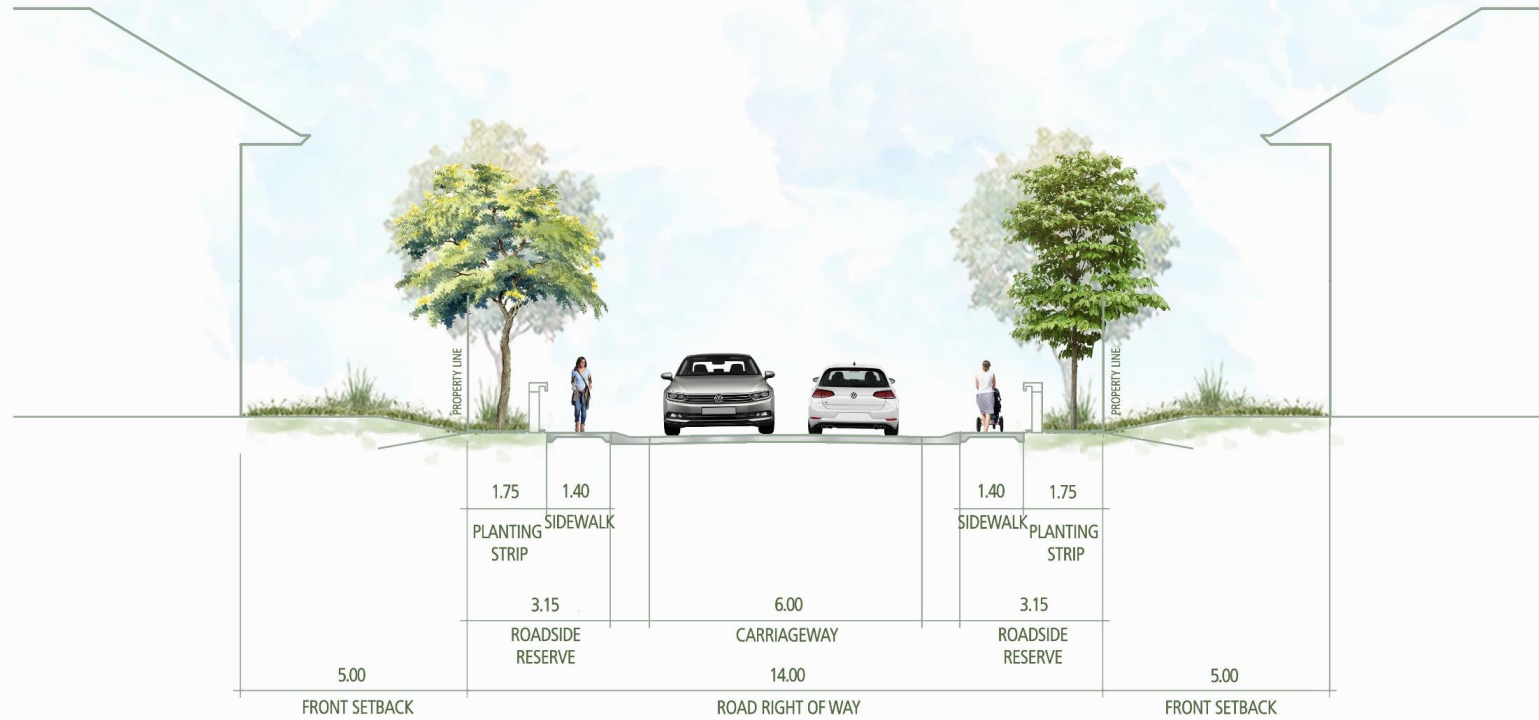 PROPERTY LINE
PROPERTY LINE
1.75
1.40
1.40
1.75
SIDEWALK
SIDEWALK
PLANTING
STRIP
PLANTING
STRIP
3.15
6.00
3.15
ROADSIDE
RESERVE
CARRIAGEWAY
ROADSIDE
RESERVE
5.00
14.00
5.00
FRONT SETBACK
ROAD RIGHT OF WAY
FRONT SETBACK